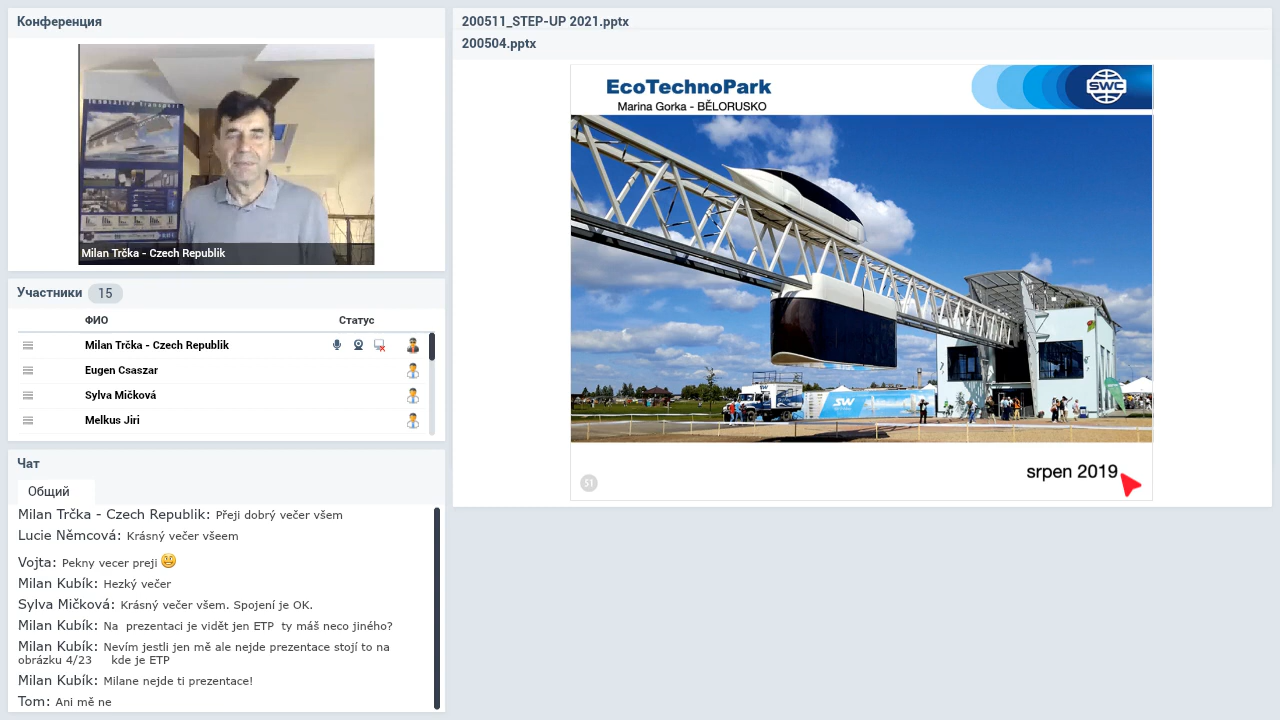 Конференция
Innovative Transport
Milan Trčka - Czech Republik
Участники 15
ФИО Статус
Milan Trčka - Czech Republik
Eugen Csaszar
Sylva Mičková
Melkus Jiri
Чат
Общий
Milan Trčka - Czech Republik: Přeji dobrý večer všem
Lucie Němcová: Krásný večer všeem
Vojta: Pekny vecer preji
Milan Kubík: Hezký večer
Sylva Mičková: Krásný večer všem. Spojení je OK.
Milan Kubík: Na prezentaci je vidět jen ETP ty máš neco jiného?
Milan Kubík: Nevím jestli jen mě ale nejde prezentace stojí to na
obrázku 4/23 kde je ETP
Milan Kubík: Milane nejde ti prezentace!
Tom: Ani mě ne
200511_STEP-UP 2021.pptx
200504.pptx
EcoTechnoPark
Marina Gorka - BĚLORUSKO
SWC
SW
SW
srpen 2019
51